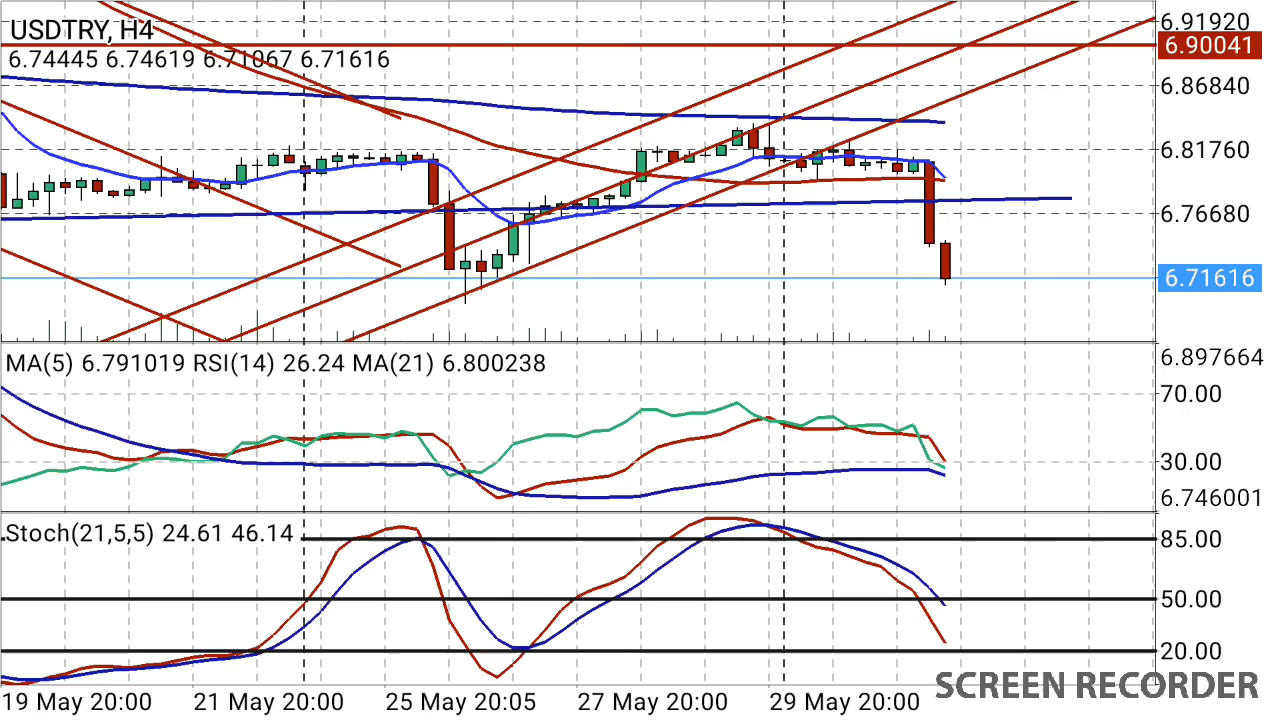 USDTRY, H4
6.74445 6.74619 6.71067 6.71616
6.91920
6.90041
6.86840
6.81760
6.76680
6.71616
MA(5) 6.791019 RSI(14) 26.24 MA(21) 6.800238
6.897664
70.00
30.00
6.746001
Stoch(21,5,5) 24.61 46.14
85.00
50.00
20.00
19 May 20:00 21 May 20:00 25 May 20:05 27 May 20:00 29 May 20:00
SCREEN RECORDER